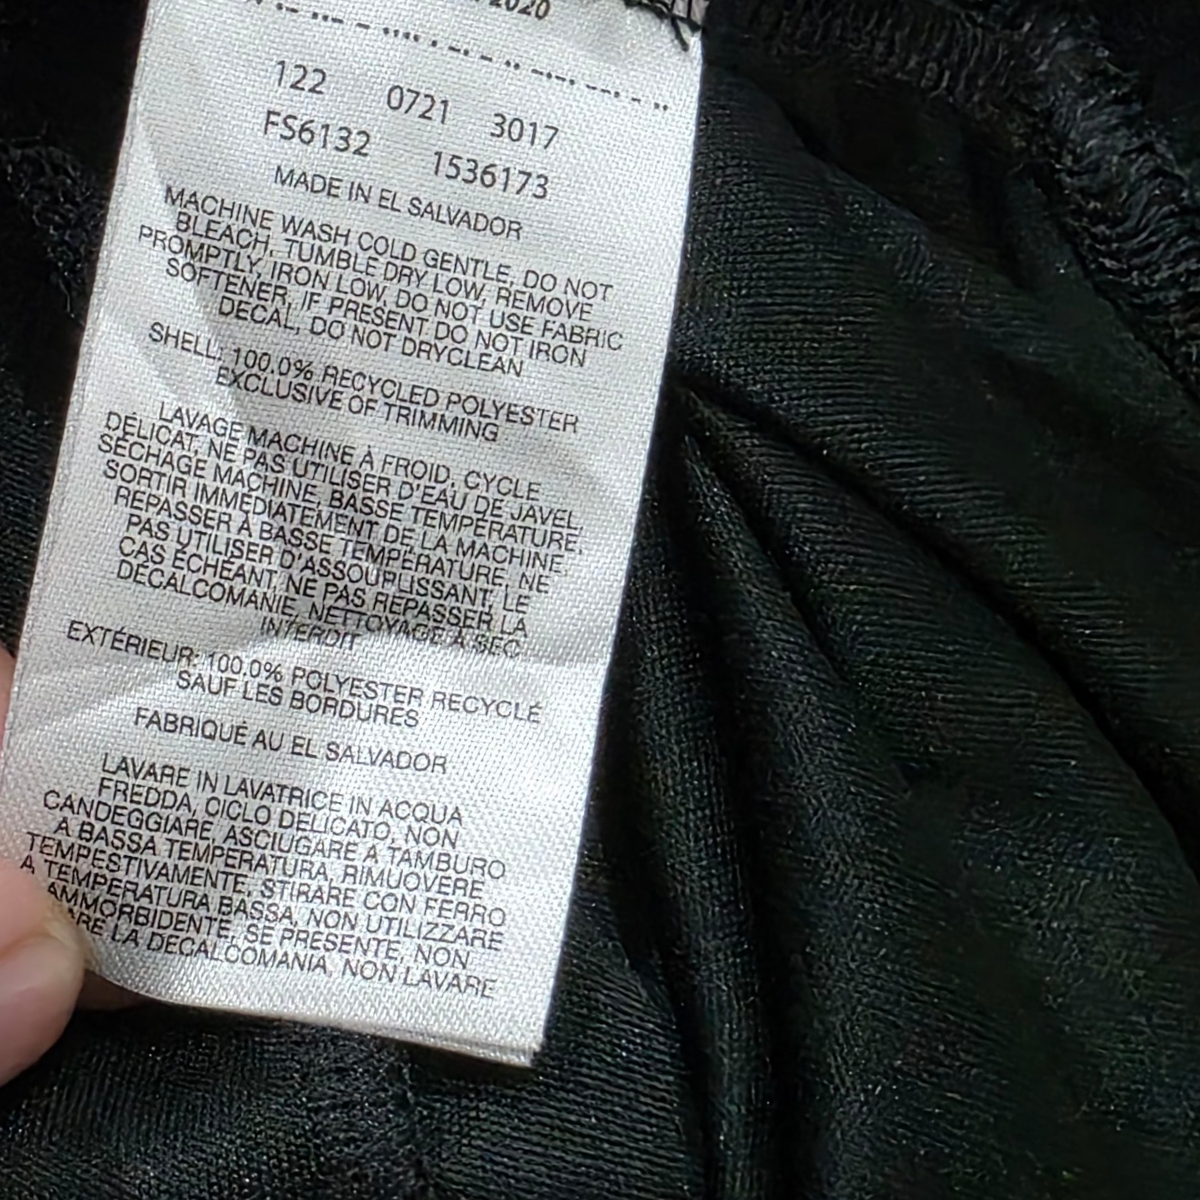 2020
122 0721 3017
FS6132 1536173
MADE IN EL SALVADOR
MACHINE WASH COLD GENTLE, DO NOT
BLEACH, TUMBLE DRY LOW, REMOVE
PROMPTLY, IRON LOW, DO NOT USE FABRIC
SOFTENER, IF PRESENT DO NOT IRON
DECAL, DO NOT DRYCLEAN
SHELL: 100.0% RECYCLED POLYESTER
EXCLUSIVE OF TRIMMING
LAVAGE MACHINE À FROID, CYCLE
DÉLICAT, NE PAS UTILISER D'EAU DE JAVEL,
SÉCHAGE MACHINE, BASSE TEMPÉRATURE,
SORTIR IMMÉDIATEMENT DE LA MACHINE,
REPASSER À BASSE TEMPÉRATURE, NE
PAS UTILISER D'ASSOUPLISSANT, LE
CAS ÉCHÉANT, NE PAS REPASSER LA
DÉCALCOMANIE, NETTOYAGE À SEC
INTERDIT
EXTÉRIEUR: 100.0% POLYESTER RECYCLÉ
SAUF LES BORDURES
FABRIQUÉ AU EL SALVADOR
LAVARE IN LAVATRICE IN ACQUA
FREDDA, CICLO DELICATO, NON
CANDEGGIARE, ASCIUGARE A TAMBURO
A BASSA TEMPERATURA, RIMUOVERE
TEMPESTIVAMENTE, STIRARE CON FERRO
A TEMPERATURA BASSA, NON UTILIZZARE
AMMORBIDENTE, SE PRESENTE, NON
LA DECALCOMANIA, NON LAVARE